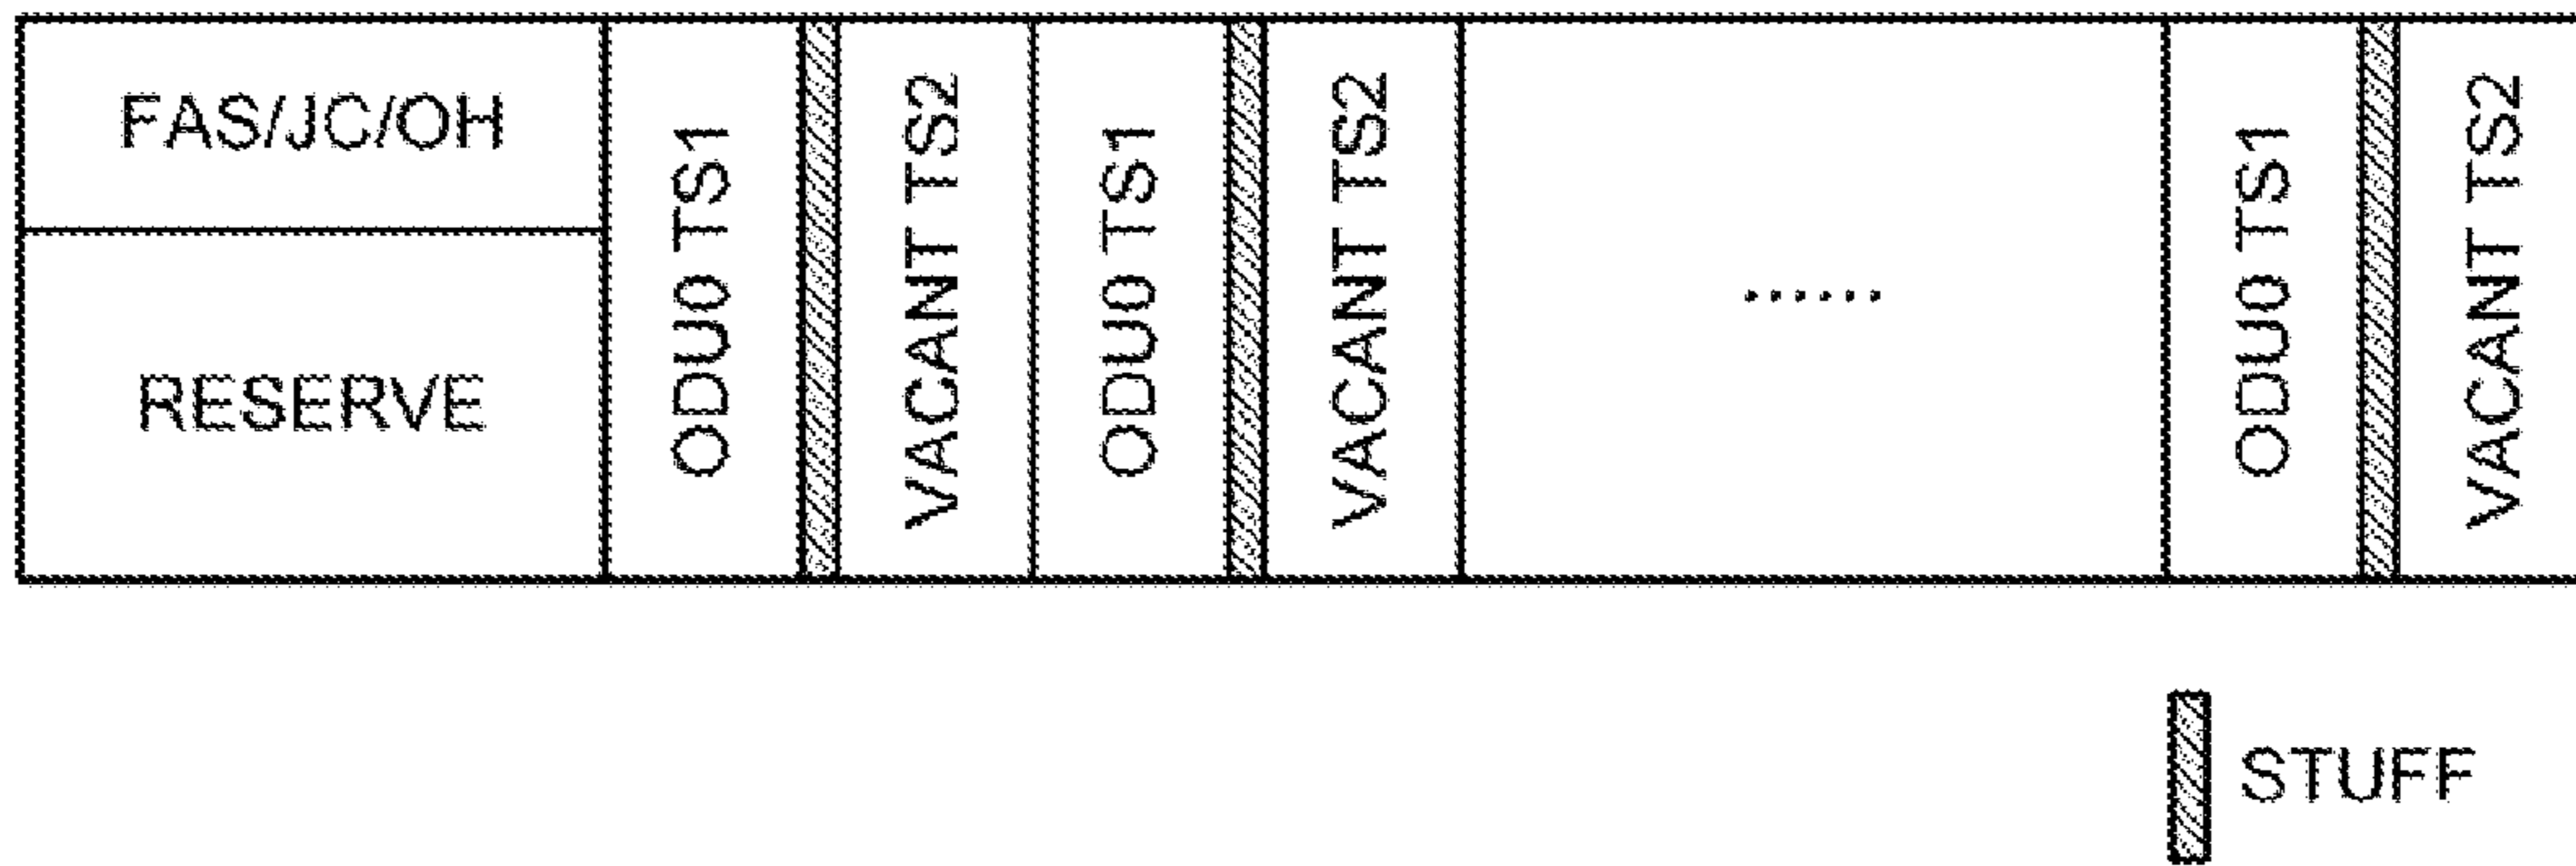 FAS/JC/OH
RESERVE
ODU0 TS1
VACANT TS2
ODU0 TS1
VACANT TS2
......
ODU0 TS1
VACANT TS2
STUFF